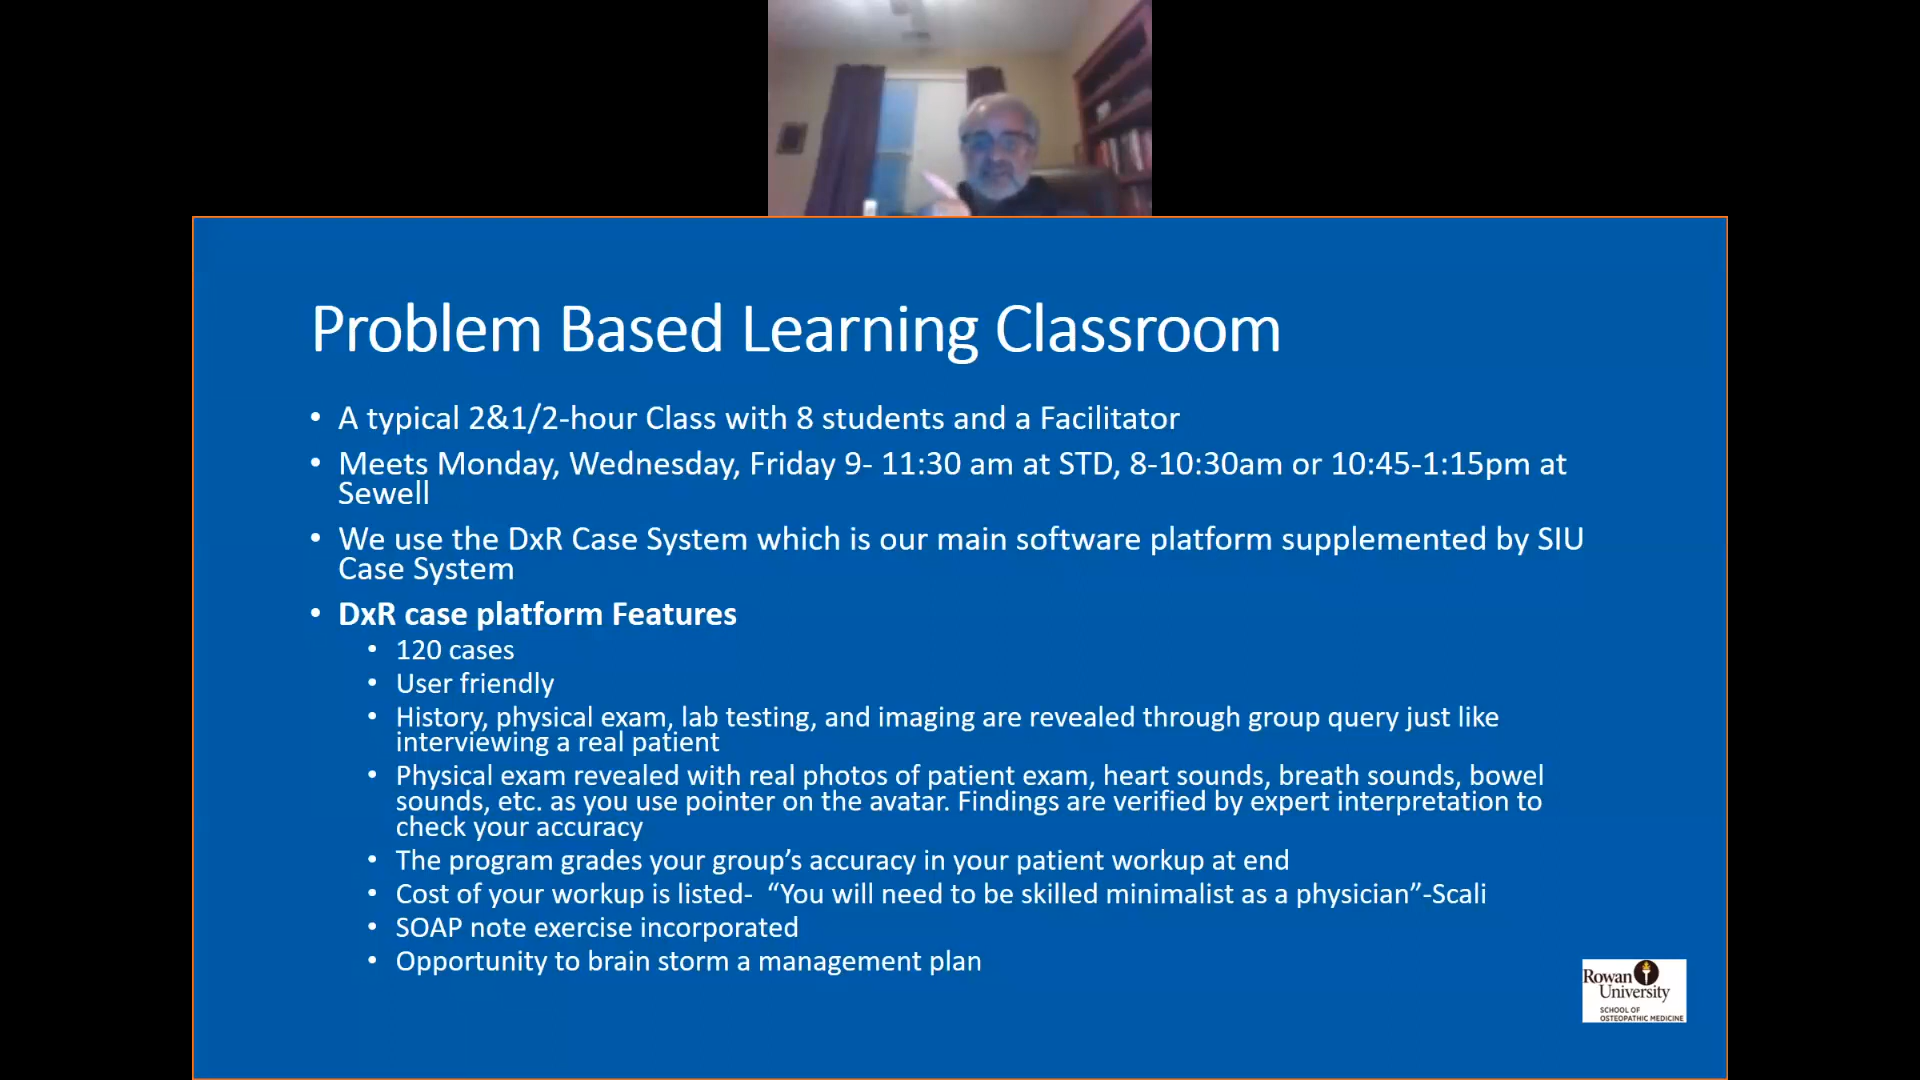 Problem Based Learning Classroom
• A typical 2&1/2-hour Class with 8 students and a Facilitator
• Meets Monday, Wednesday, Friday 9- 11:30 am at STD, 8-10:30am or 10:45-1:15pm at
Sewell
• We use the DxR Case System which is our main software platform supplemented by SIU
Case System
• DxR case platform Features
• 120 cases
• User friendly
• History, physical exam, lab testing, and imaging are revealed through group query just like
interviewing a real patient
• Physical exam revealed with real photos of patient exam, heart sounds, breath sounds, bowel
sounds, etc. as you use pointer on the avatar. Findings are verified by expert interpretation to
check your accuracy
• The program grades your group’s accuracy in your patient workup at end
• Cost of your workup is listed- “You will need to be skilled minimalist as a physician”-Scali
• SOAP note exercise incorporated
• Opportunity to brain storm a management plan
Rowan
University
SCHOOL OF
OSTEOPATHIC MEDICINE